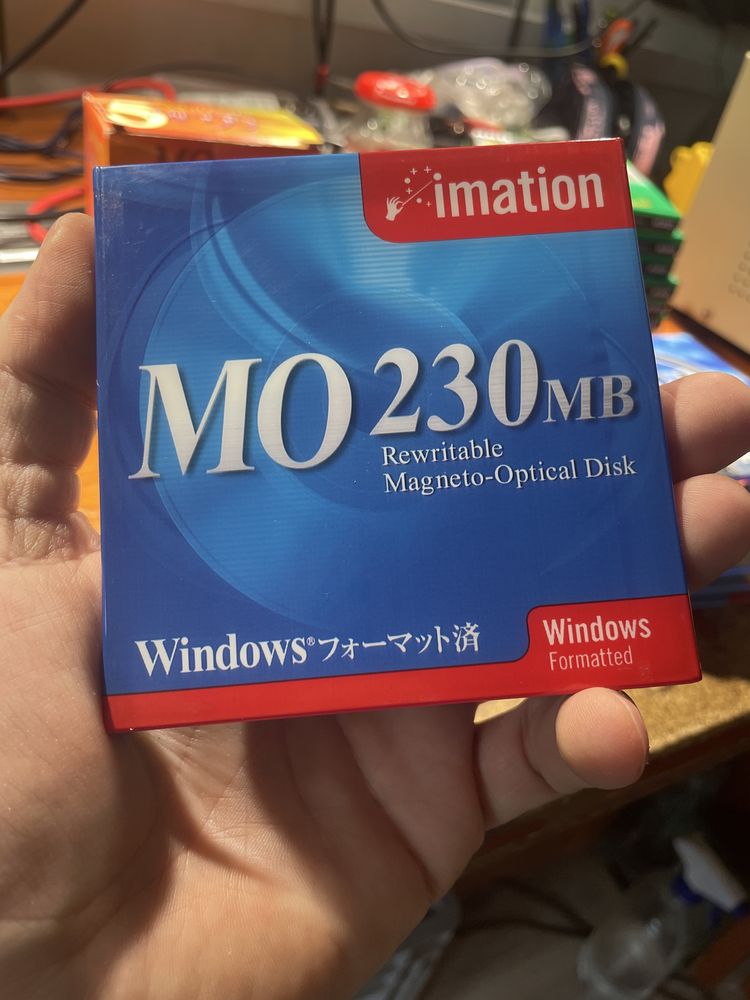 imation
MO 230MB
Rewritable
Magneto-Optical Disk
Windows® フォーマット済
Windows
Formatted